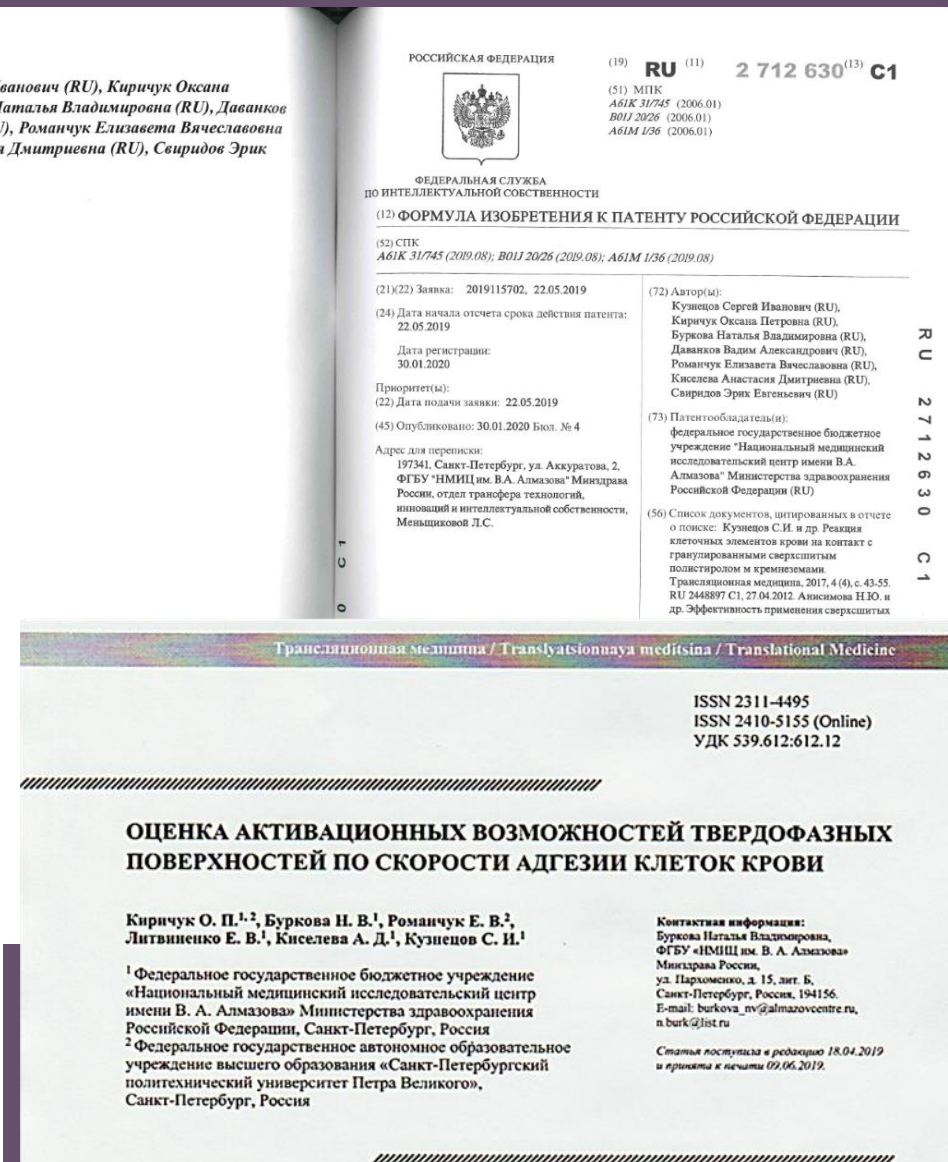 ванович (RU), Киричук Оксана
Наталья Владимировна (RU), Даванков
), Романчук Елизавета Вячеславовна
я Дмитриевна (RU), Свиридов Эрик
РОССИЙСКАЯ ФЕДЕРАЦИЯ
ФЕДЕРАЛЬНАЯ СЛУЖБА
ПО ИНТЕЛЛЕКТУАЛЬНОЙ СОБСТВЕННОСТИ
(19) RU (11) 2 712 630 (13) C1
(51) МПК
A61K 31/745 (2006.01)
B01J 20/26 (2006.01)
A61M 1/36 (2006.01)
(12) ФОРМУЛА ИЗОБРЕТЕНИЯ К ПАТЕНТУ РОССИЙСКОЙ ФЕДЕРАЦИИ
(52) СПК
A61K 31/745 (2019.08); B01J 20/26 (2019.08); A61M 1/36 (2019.08)
(21)(22) Заявка: 2019115702, 22.05.2019
(24) Дата начала отсчета срока действия патента:
22.05.2019
Дата регистрации:
30.01.2020
Приоритет(ы):
(22) Дата подачи заявки: 22.05.2019
(45) Опубликовано: 30.01.2020 Бюл. № 4
Адрес для переписки:
197341, Санкт-Петербург, ул. Аккуратова, 2,
ФГБУ "НМИЦ им. В.А. Алмазова" Минздрава
России, отдел трансфера технологий,
инноваций и интеллектуальной собственности,
Меньщиковой Л.С.
(72) Автор(ы):
Кузнецов Сергей Иванович (RU),
Киричук Оксана Петровна (RU),
Буркова Наталья Владимировна (RU),
Даванков Вадим Александрович (RU),
Романчук Елизавета Вячеславовна (RU),
Киселева Анастасия Дмитриевна (RU),
Свиридов Эрик Евгеньевич (RU)
(73) Патентообладатель(и):
федеральное государственное бюджетное
учреждение "Национальный медицинский
исследовательский центр имени В.А.
Алмазова" Министерства здравоохранения
Российской Федерации (RU)
(56) Список документов, цитированных в отчете
о поиске: Кузнецов С.И. и др. Реакция
клеточных элементов крови на контакт с
гранулированными сверхсшитым
полистиролом м кремнеземами.
Трансляционная медицина, 2017, 4 (4), с. 43-55.
RU 2448897 C1, 27.04.2012. Анисимова Н.Ю. и
др. Эффективность применения сверхсшитых
RU 2712630 C1
0 C1
Трансляционная медицина / Translyatsionnaya meditsina / Translational Medicine
ISSN 2311-4495
ISSN 2410-5155 (Online)
УДК 539.612:612.12
ОЦЕНКА АКТИВАЦИОННЫХ ВОЗМОЖНОСТЕЙ ТВЕРДОФАЗНЫХ
ПОВЕРХНОСТЕЙ ПО СКОРОСТИ АДГЕЗИИ КЛЕТОК КРОВИ
Киричук О. П.1, 2, Буркова Н. В.1, Романчук Е. В.2,
Литвиненко Е. В.1, Киселева А. Д.1, Кузнецов С. И.1
1 Федеральное государственное бюджетное учреждение
«Национальный медицинский исследовательский центр
имени В. А. Алмазова» Министерства здравоохранения
Российской Федерации, Санкт-Петербург, Россия
2 Федеральное государственное автономное образовательное
учреждение высшего образования «Санкт-Петербургский
политехнический университет Петра Великого»,
Санкт-Петербург, Россия
Контактная информация:
Буркова Наталья Владимировна,
ФГБУ «НМИЦ им. В. А. Алмазова»
Минздрава России,
ул. Пархоменко, д. 15, лит. Б,
Санкт-Петербург, Россия, 194156.
E-mail: burkova_nv@almazovcentre.ru,
n.burk@list.ru
Статья поступила в редакцию 18.04.2019
и принята к печати 09.06.2019.